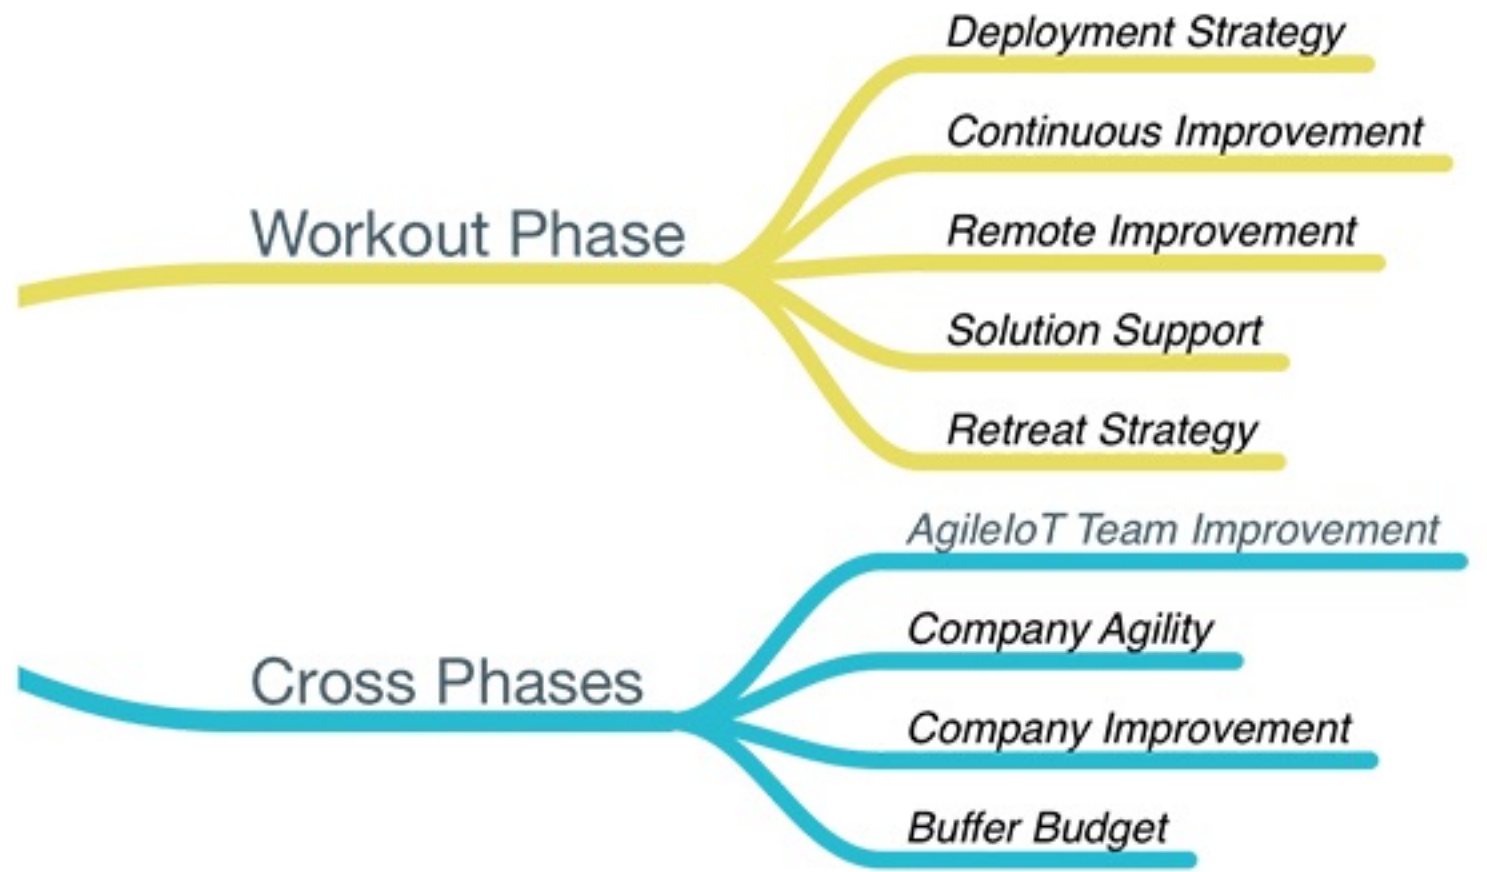 Deployment Strategy
Continuous Improvement
Workout Phase
Remote Improvement
Solution Support
Retreat Strategy
AgileIoT Team Improvement
Company Agility
Cross Phases
Company Improvement
Buffer Budget